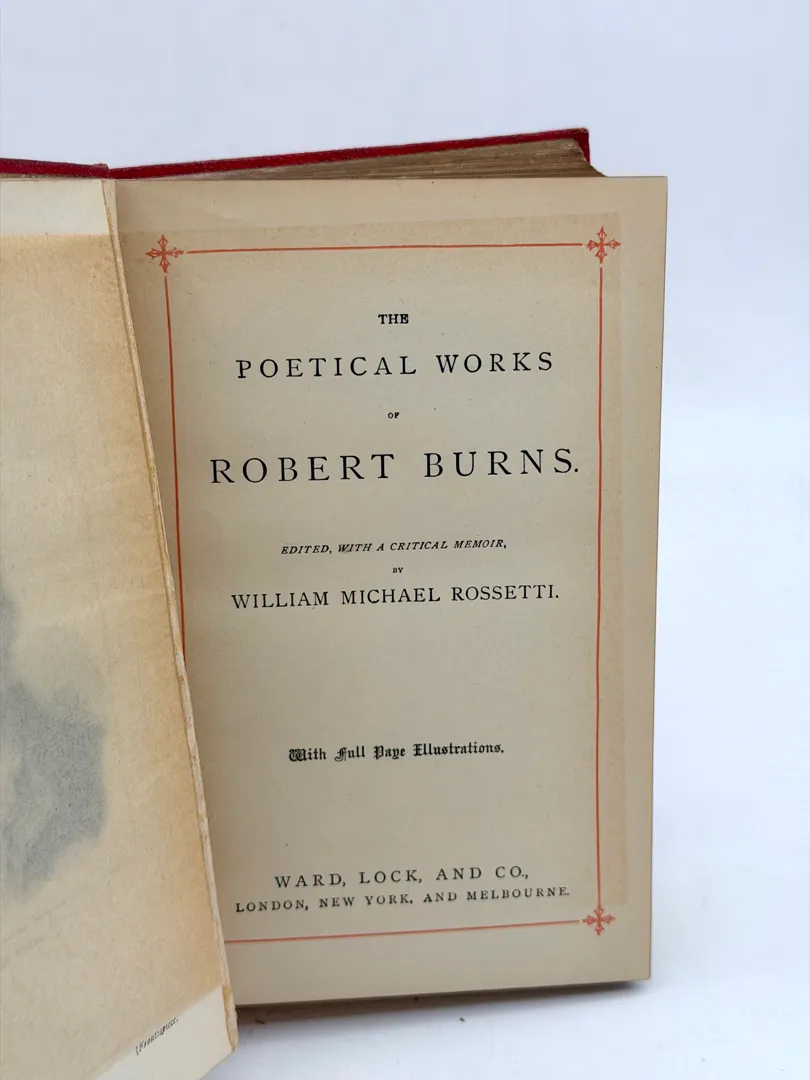 THE
POETICAL WORKS
OF
ROBERT BURNS.
EDITED, WITH A CRITICAL MEMOIR,
BY
WILLIAM MICHAEL ROSSETTI.
With Full Page Illustrations.
WARD, LOCK, AND CO.,
LONDON, NEW YORK, AND MELBOURNE.
[Frontispiece.